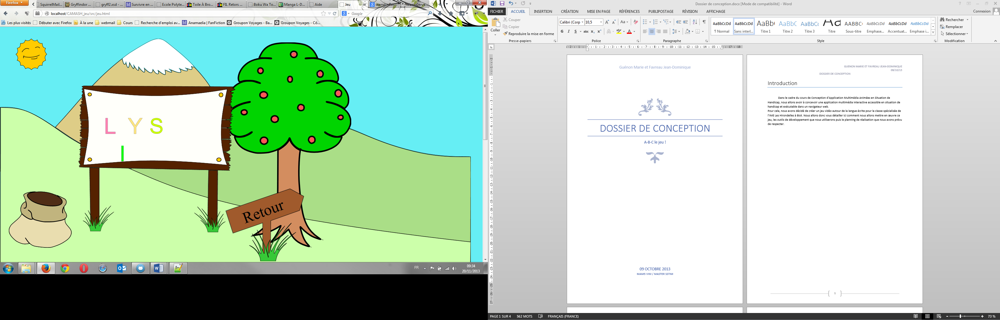 Firefox
SquirrelMail...
Gryffindor ...
gryff2.xsd - ...
Survivre en ...
Ecole Polyte...
Toile À Bro...
FIL Retors ...
Boku Wa To...
Manga L-D...
Aide
Jeu
wamp - Rec...
WampServe...
localhost/CAMASH_jeu/src/jeu.html
Google
Les plus visités
Débuter avec Firefox
À la une
webmail
Cours
Recherche d'emploi av...
Anamaelia | FanFiction
Groupon Voyages - Ba...
Groupon Voyages - Cô...
L Y S
I
Retour
FR
09:34
20/11/2013
Dossier de conception.docx [Mode de compatibilité] - Word
FICHIER ACCUEIL INSERTION CRÉATION MISE EN PAGE RÉFÉRENCES PUBLIPOSTAGE RÉVISION AFFICHAGE
Connexion
Coller
Couper
Copier
Reproduire la mise en forme
Presse-papiers
Calibri (Corp
10,5
G I S abc x₂ x²
Police
Paragraphe
AaBbCcDd AaBbCcDd AaBb( AaBbC AaBbCc AaB AABBC( AaBbCcDd AaBbCcDd AaBbCcDd
¶ Normal Sans interl... Titre 1 Titre 2 Titre 3 Titre Sous-titre Emphase... Accentuat... Emphase i...
Style
Rechercher
Remplacer
Sélectionner
Modification
Guénon Marie et Favreau Jean-Dominique
DOSSIER DE CONCEPTION
A-B-C le jeu !
09 OCTOBRE 2013
MAM5 VIM / MASTER SSTIM
GUENON MARIE ET FAVREAU JEAN-DOMINIQUE
09/10/13
DOSSIER DE CONCEPTION
Introduction
Dans le cadre du cours de Conception d'Application Multimédia Animées en Situation de
Handicap, nous allons avoir à concevoir une application multimédia interactive accessible en situation de
handicap et exécutable dans un navigateur web.
Pour cela, nous avons décidé de créer un jeu vidéo autour de la langue écrite pour la classe spécialisée de
l'IME Les Hirondelles à Biot. Nous allons donc vous détailler ici comment nous allons mettre en œuvre ce
jeu, les outils de développement que nous utiliserons puis le planning de réalisation que nous avons prévu
de respecter.
1
PAGE 1 SUR 4
562 MOTS
FRANÇAIS (FRANCE)
73 %